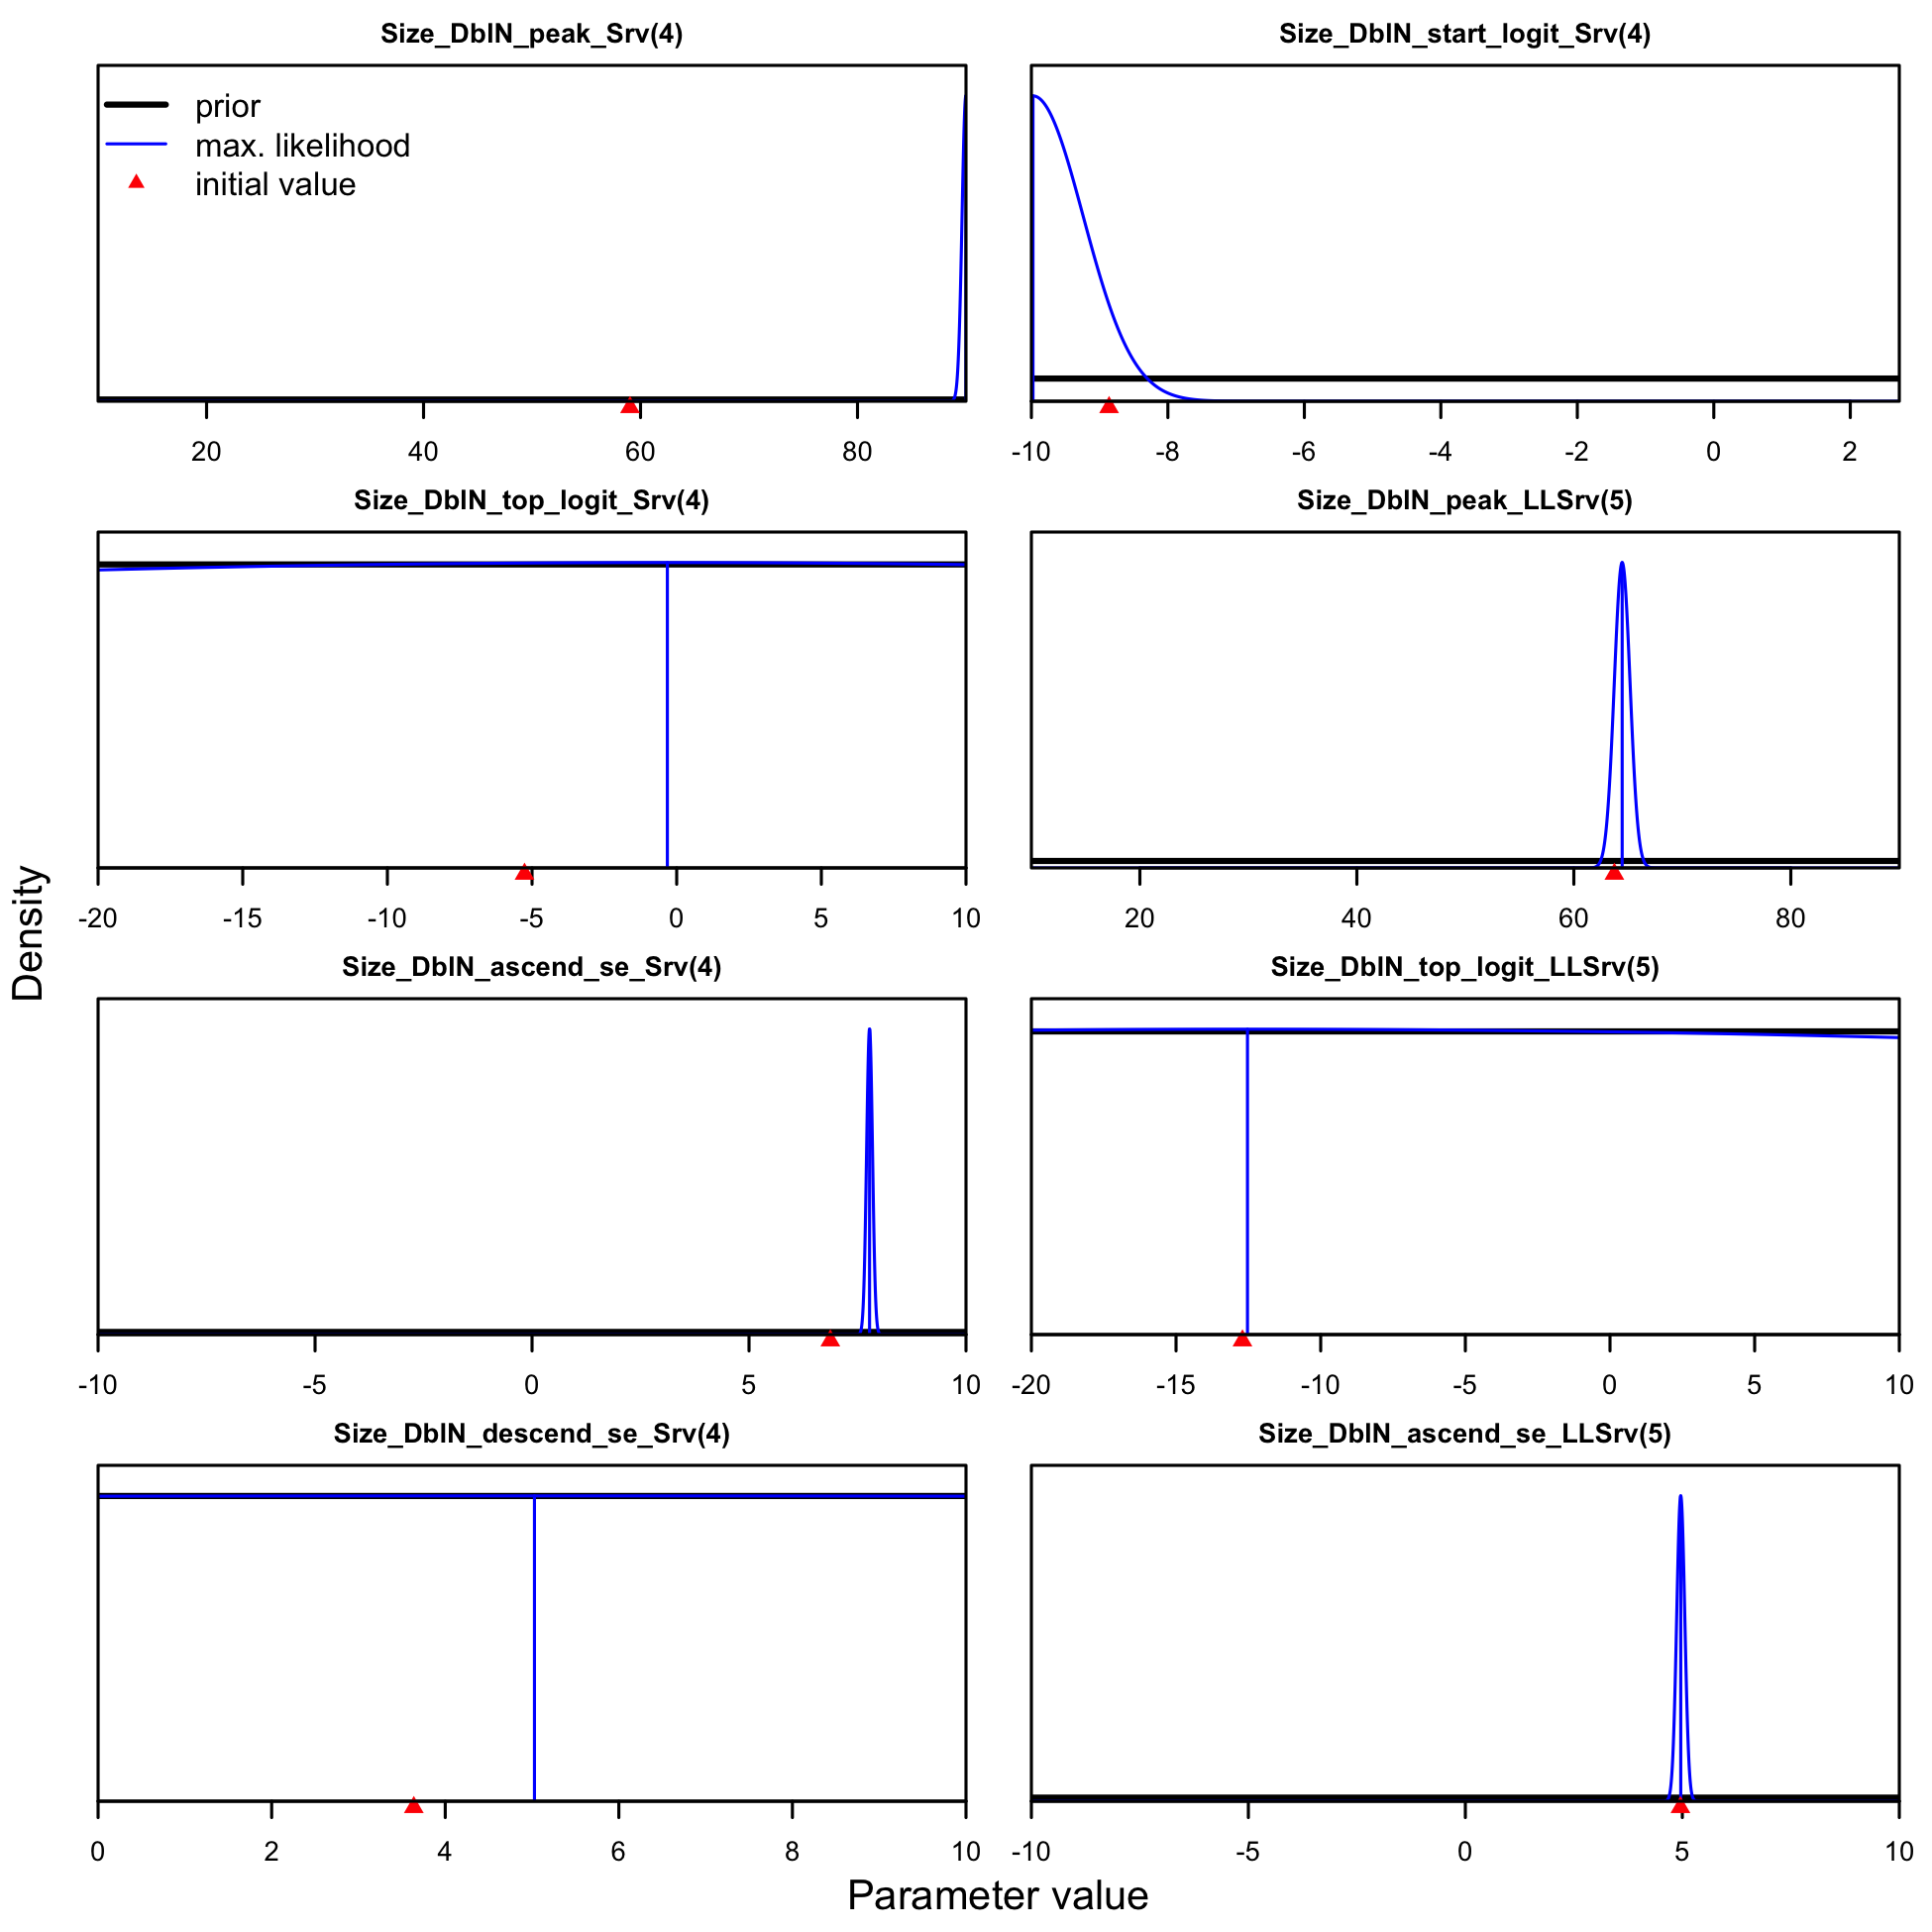 Size_DblN_peak_Srv(4)
prior
max. likelihood
initial value
20 40 60 80
Size_DblN_start_logit_Srv(4)
-10 -8 -6 -4 -2 0 2
Size_DblN_top_logit_Srv(4)
-20 -15 -10 -5 0 5 10
Size_DblN_peak_LLSrv(5)
20 40 60 80
Size_DblN_ascend_se_Srv(4)
-10 -5 0 5 10
Size_DblN_top_logit_LLSrv(5)
-20 -15 -10 -5 0 5 10
Size_DblN_descend_se_Srv(4)
0 2 4 6 8 10
Size_DblN_ascend_se_LLSrv(5)
-10 -5 0 5 10
Density
Parameter value